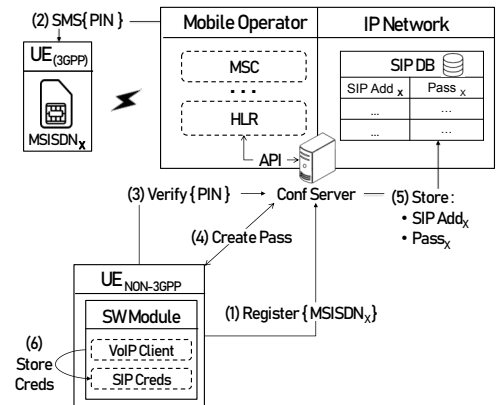 (2) SMS{PIN}
Mobile Operator
IP Network
UE(3GPP)
MSISDNX
MSC
...
HLR
API
SIP DB
SIP Add X
Pass X
...
...
...
...
(3) Verify {PIN}
Conf Server
(5) Store:
• SIP AddX
• PassX
(4) Create Pass
UE NON-3GPP
SW Module
VoIP Client
SIP Creds
(1) Register {MSISDNX}
(6)
Store
Creds